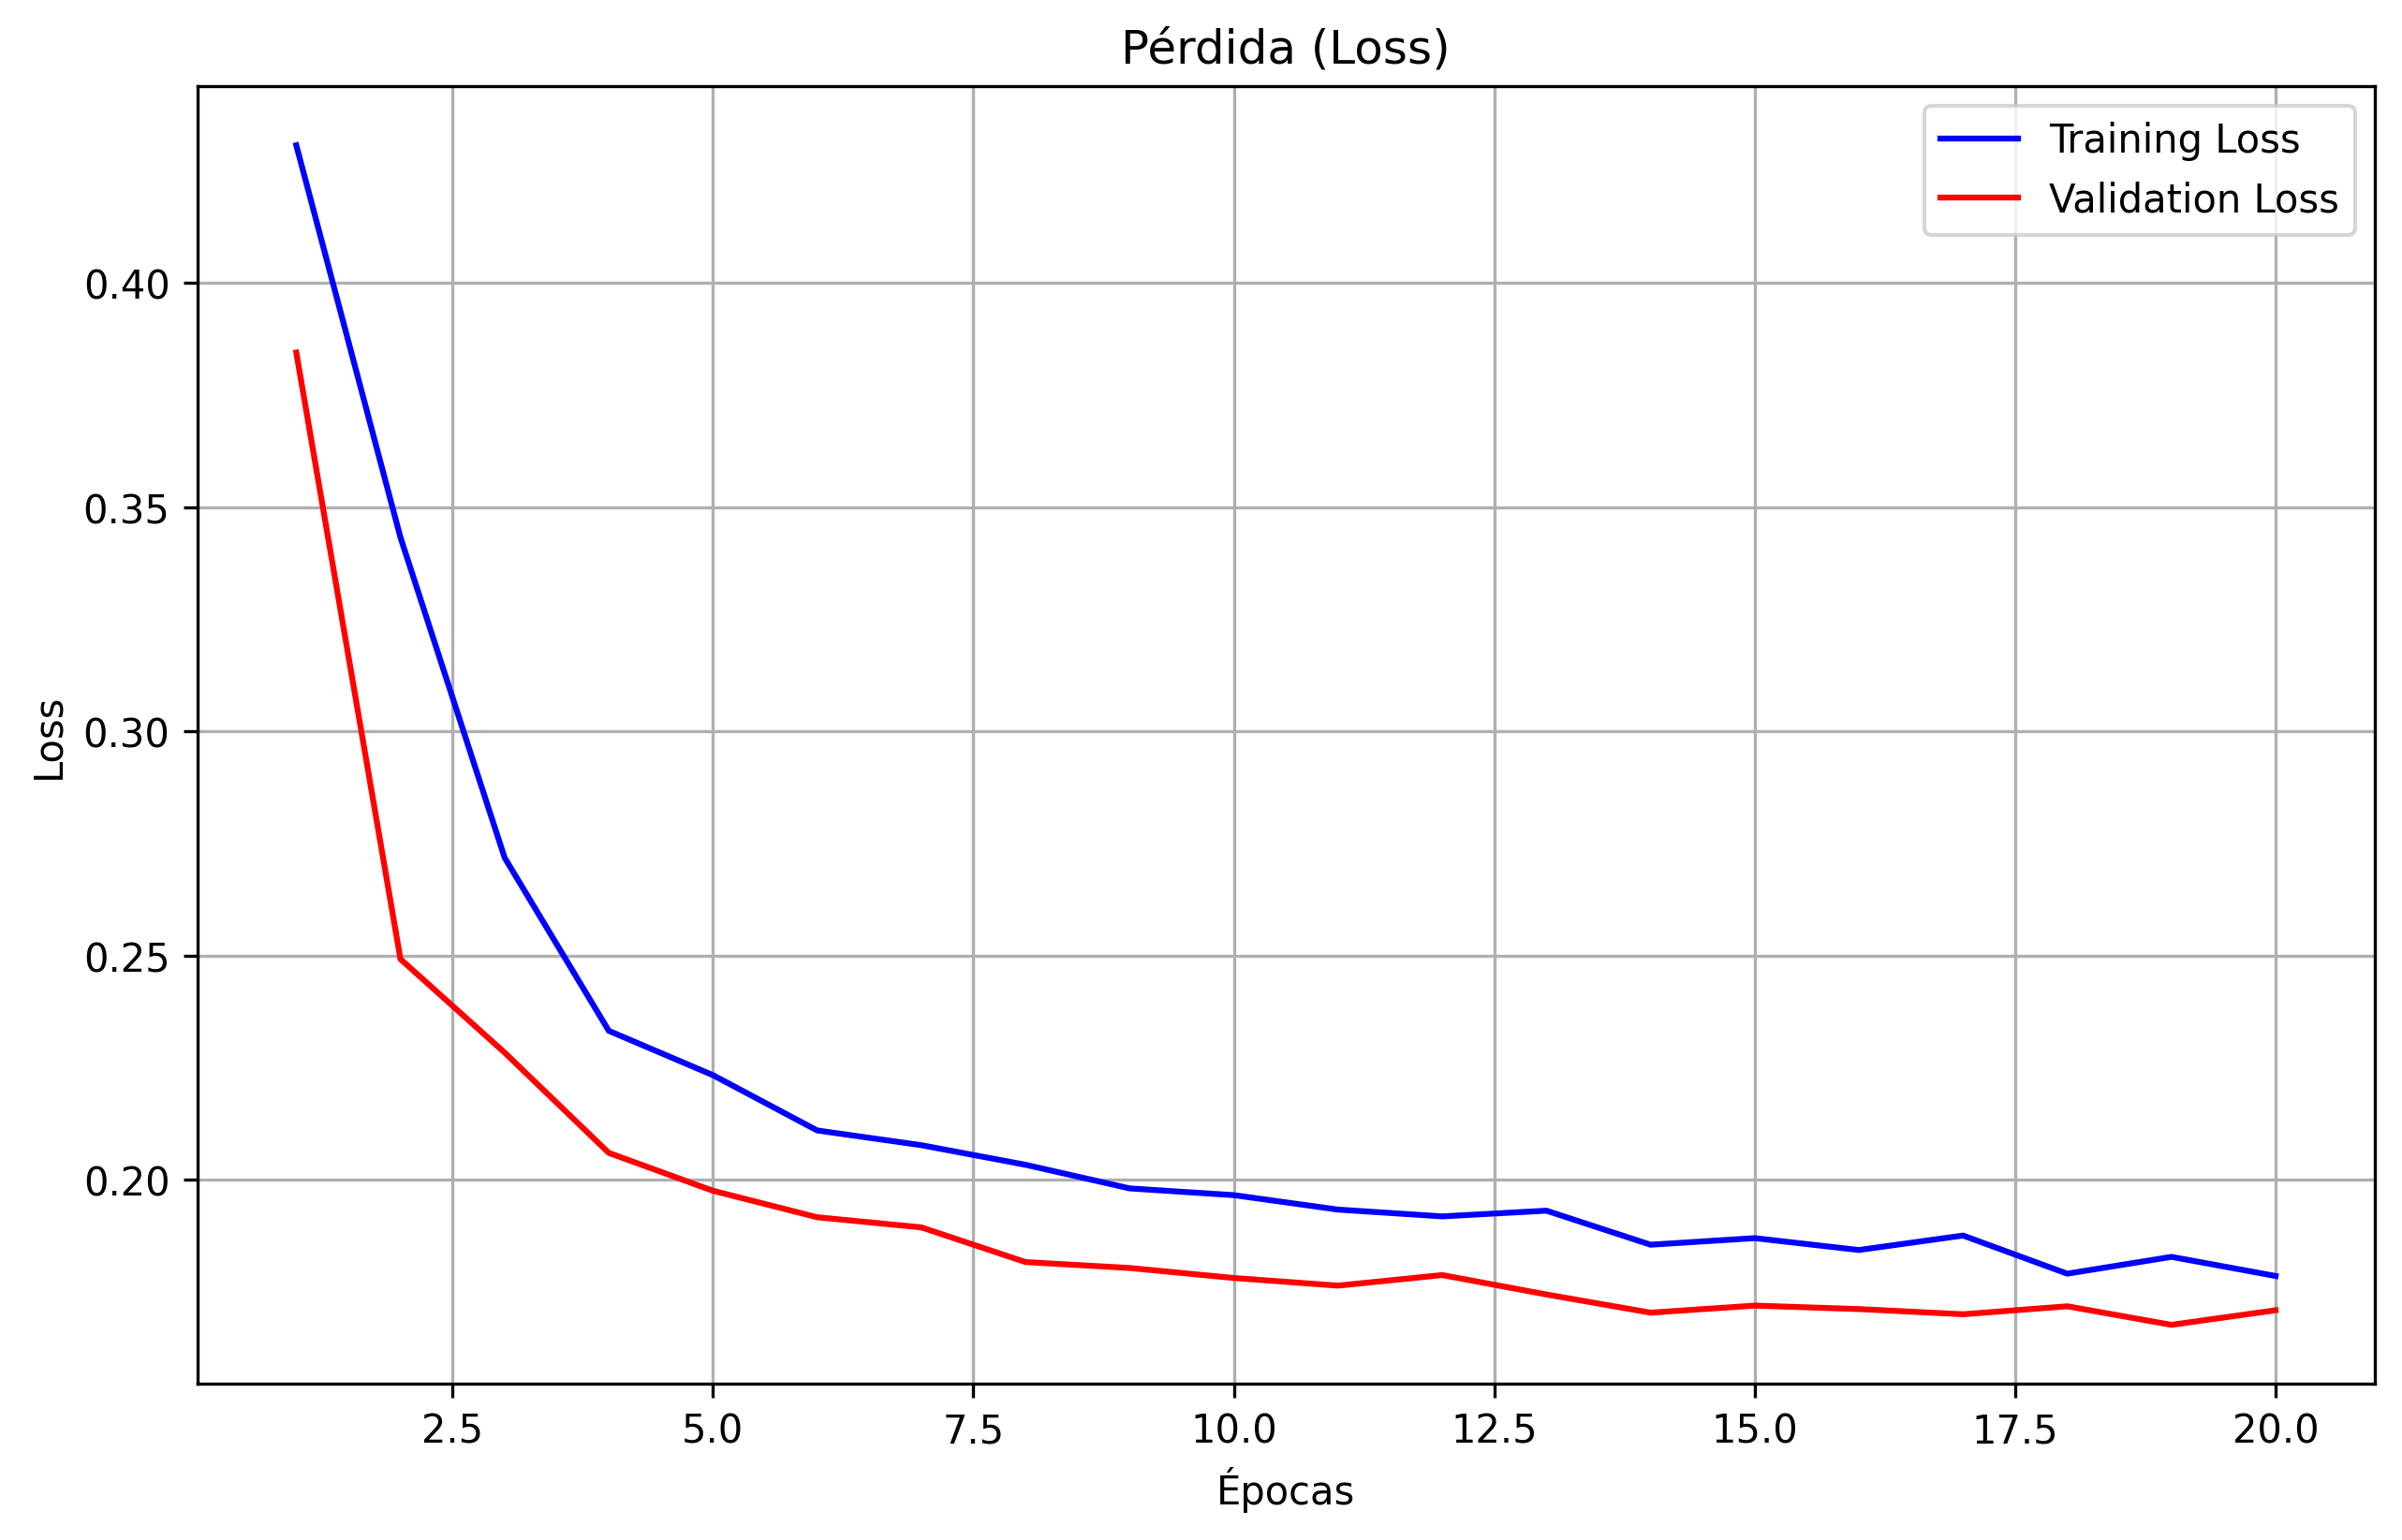 Pérdida (Loss)
Training Loss
Validation Loss
0.40
0.35
0.30
0.25
0.20
Loss
2.5 5.0 7.5 10.0 12.5 15.0 17.5 20.0
Épocas